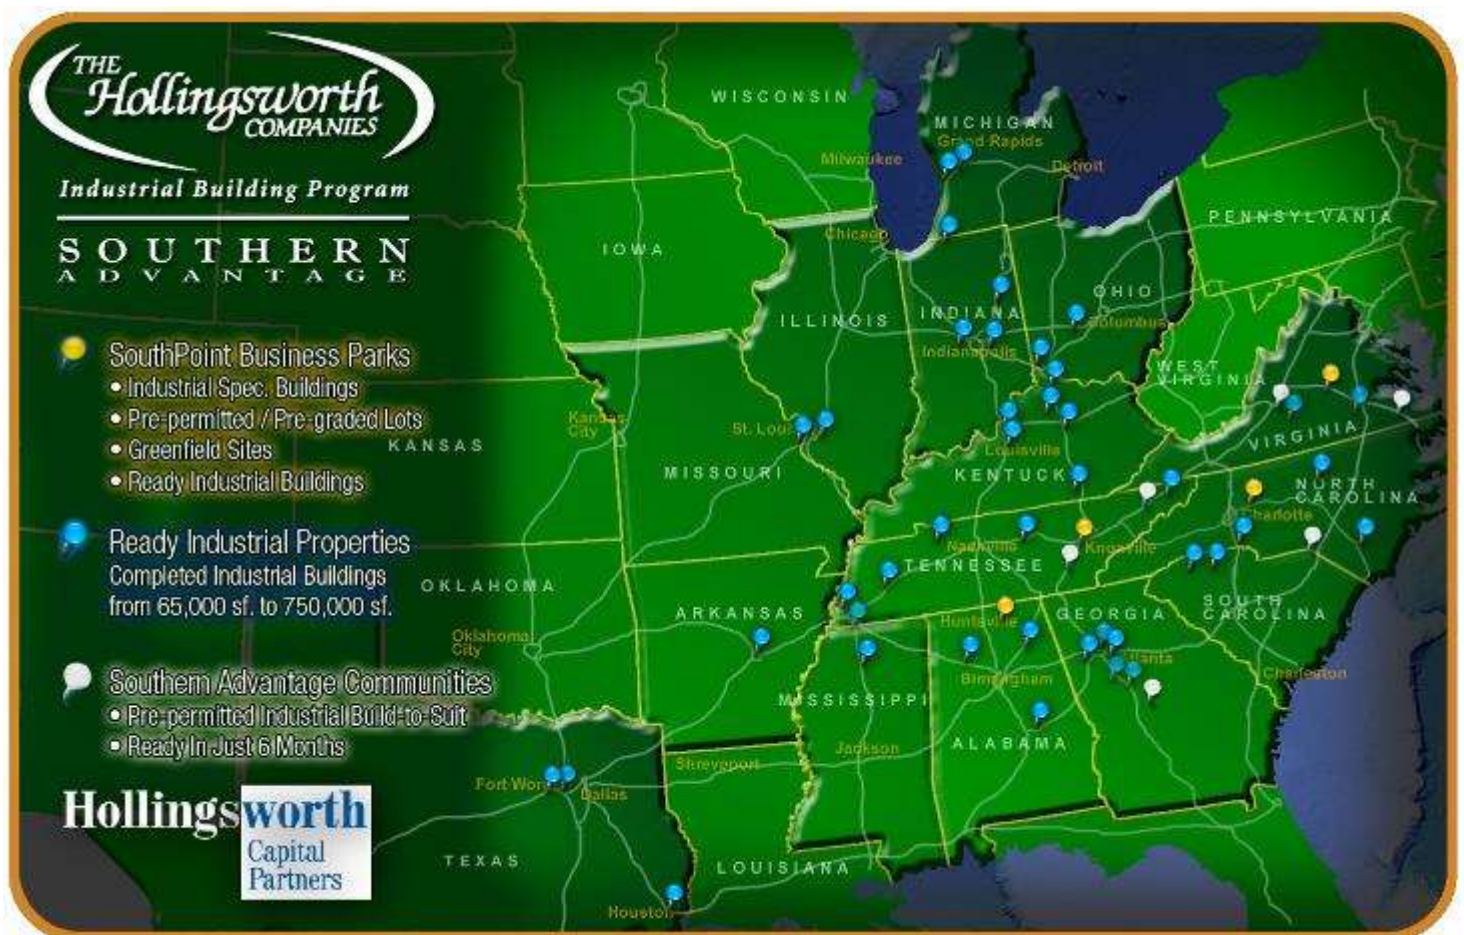 THE
Hollingsworth
COMPANIES
Industrial Building Program
SOUTHERN
ADVANTAGE
SouthPoint Business Parks
• Industrial Spec. Buildings
• Pre-permitted / Pre-graded Lots
• Greenfield Sites
• Ready Industrial Buildings
Ready Industrial Properties
Completed Industrial Buildings
from 65,000 sf. to 750,000 sf.
Southern Advantage Communities
• Pre-permitted Industrial Build-to-Suit
• Ready In Just 6 Months
Hollingsworth
Capital
Partners
WISCONSIN
MICHIGAN
Grand Rapids
Milwaukee
Detroit
PENNSYLVANIA
Chicago
IOWA
OHIO
ILLINOIS
INDIANA
Columbus
Indianapolis
WEST
VIRGINIA
Kansas
City
St. Lou
VIRGINIA
KANSAS
Louisville
MISSOURI
KENTUCK
NORTH
CAROLINA
Charlotte
Nashville
Knoxville
TENNESSEE
OKLAHOMA
ARKANSAS
Huntsville
GEORGIA
SOUTH
CAROLINA
Oklahoma
City
lanta
Birmingham
Charleston
MISSISSIPPI
Jackson
ALABAMA
Shreveport
Fort Wor
Dallas
TEXAS
LOUISIANA
Houston